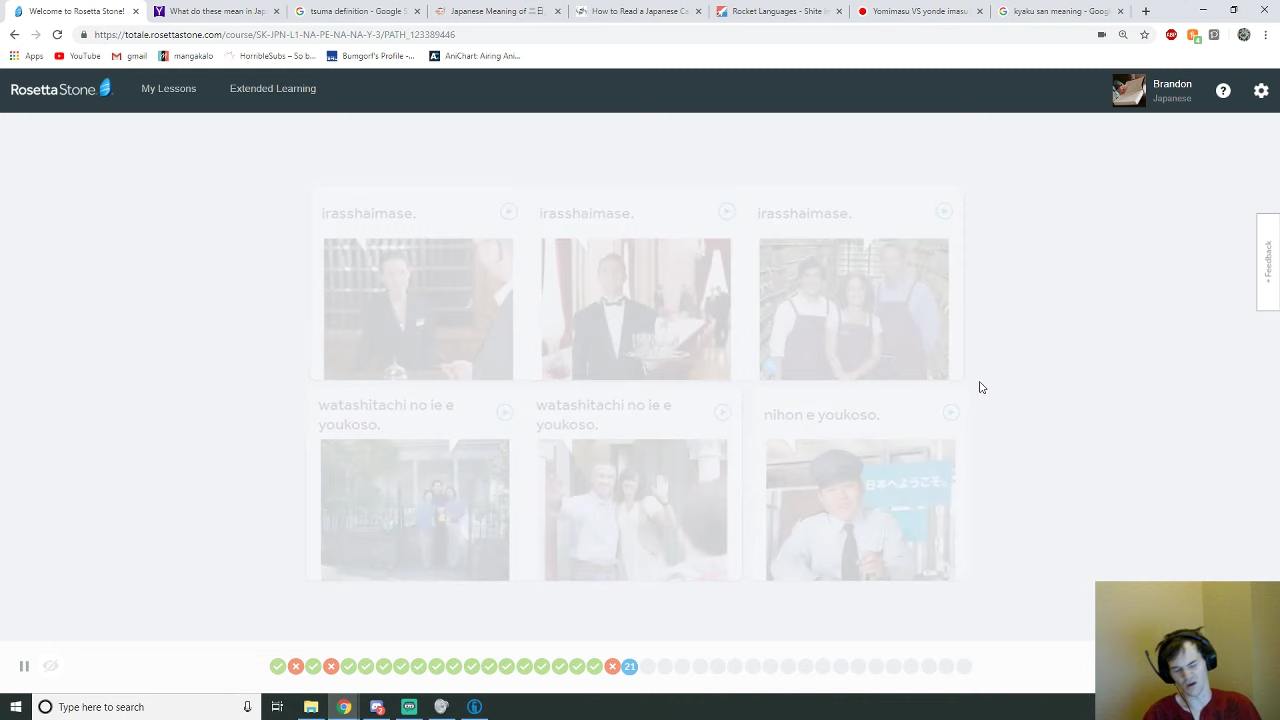 Welcome to Rosetta Stone!
What do these mean in Jap
tsuma definition - Google S
Japanese Meaning of
How to Read a Japanese Ca
Rocket Languages - Shite i
Yomimasu VS yonde imasu
kyaku san meaning - Googl
https://totale.rosettastone.com/course/SK-JPN-L1-NA-PE-NA-NA-Y-3/PATH_123389446
Apps
YouTube
gmail
mangakalo
HorribleSubs – So b...
Bumgorf's Profile -...
AniChart: Airing Ani...
RosettaStone
My Lessons
Extended Learning
Brandon
Japanese
irasshaimase.
irasshaimase.
irasshaimase.
+ Feedback
watashitachi no ie e
youkoso.
watashitachi no ie e
youkoso.
nihon e youkoso.
日本へようこそ。
21
Type here to search